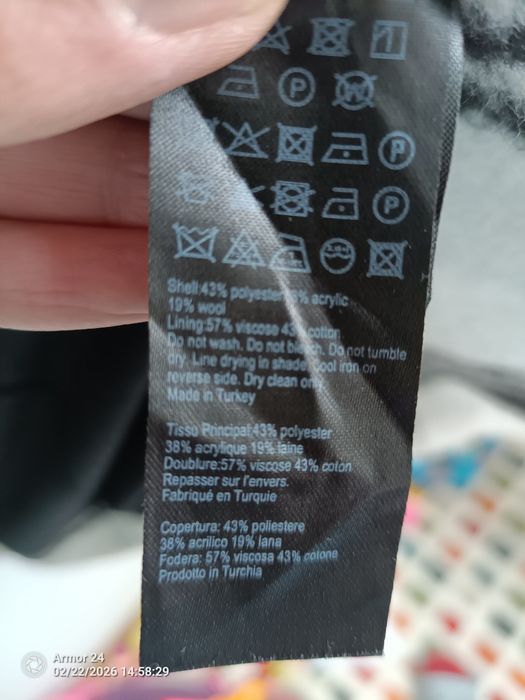 P
W
P
P
Shell:43% polyester acrylic
19% wool
Lining:57% viscose 43% cotton
Do not wash. Do not bleach. Do not tumble
dry. Line drying in shade. Cool iron on
reverse side. Dry clean only
Made in Turkey
Tisso Principal:43% polyester
38% acrylique 19% laine
Doublure:57% viscose 43% coton
Repasser sur l'envers.
Fabriqué en Turquie
Copertura: 43% poliestere
38% acrilico 19% lana
Fodera: 57% viscosa 43% cotone
Prodotto in Turchia
Armor 24
02/22/2026 14:58:29